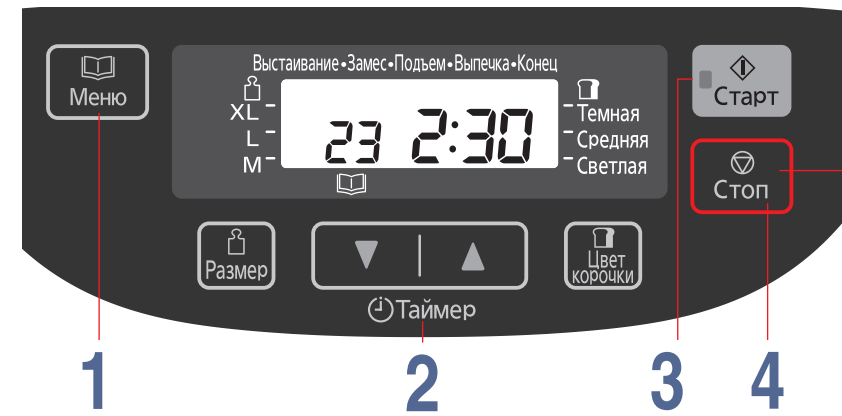 Меню
Выстаивание•Замес•Подъем•Выпечка•Конец
XL
L
M
23 2:30
Темная
Средняя
Светлая
Старт
Стоп
Размер
Таймер
Цвет
корочки
1
2
3
4